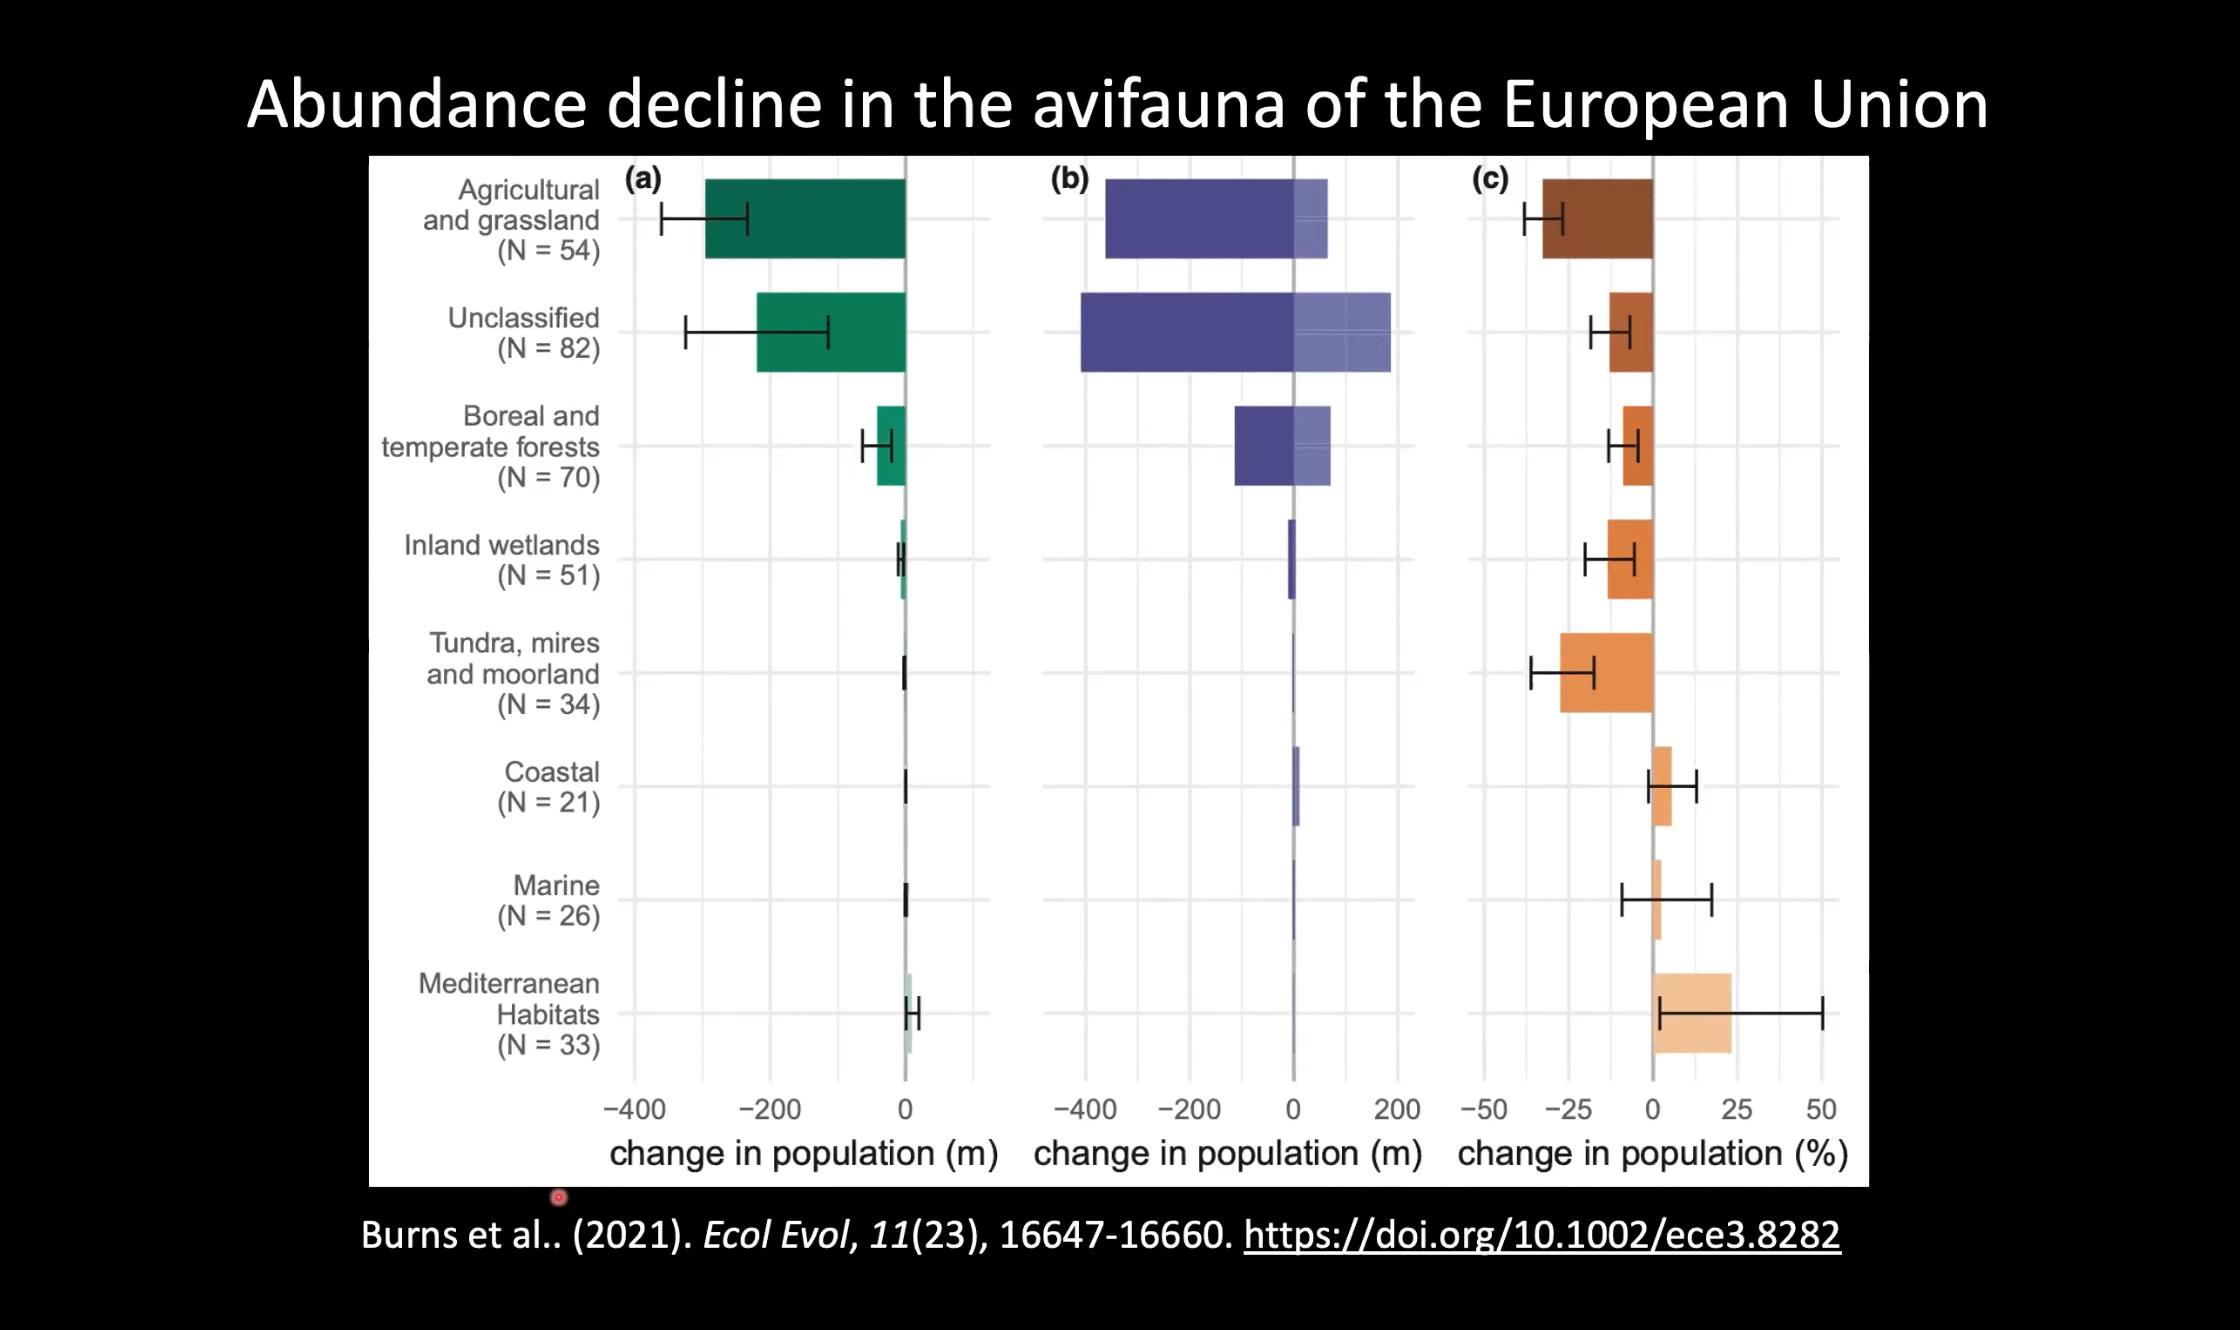 Abundance decline in the avifauna of the European Union
(a)
(b)
(c)
Agricultural
and grassland
(N = 54)
Unclassified
(N = 82)
Boreal and
temperate forests
(N = 70)
Inland wetlands
(N = 51)
Tundra, mires
and moorland
(N = 34)
Coastal
(N = 21)
Marine
(N = 26)
Mediterranean
Habitats
(N = 33)
−400 −200 0
−400 −200 0 200
−50 −25 0 25 50
change in population (m)
change in population (m)
change in population (%)
Burns et al.. (2021). Ecol Evol, 11(23), 16647-16660. https://doi.org/10.1002/ece3.8282